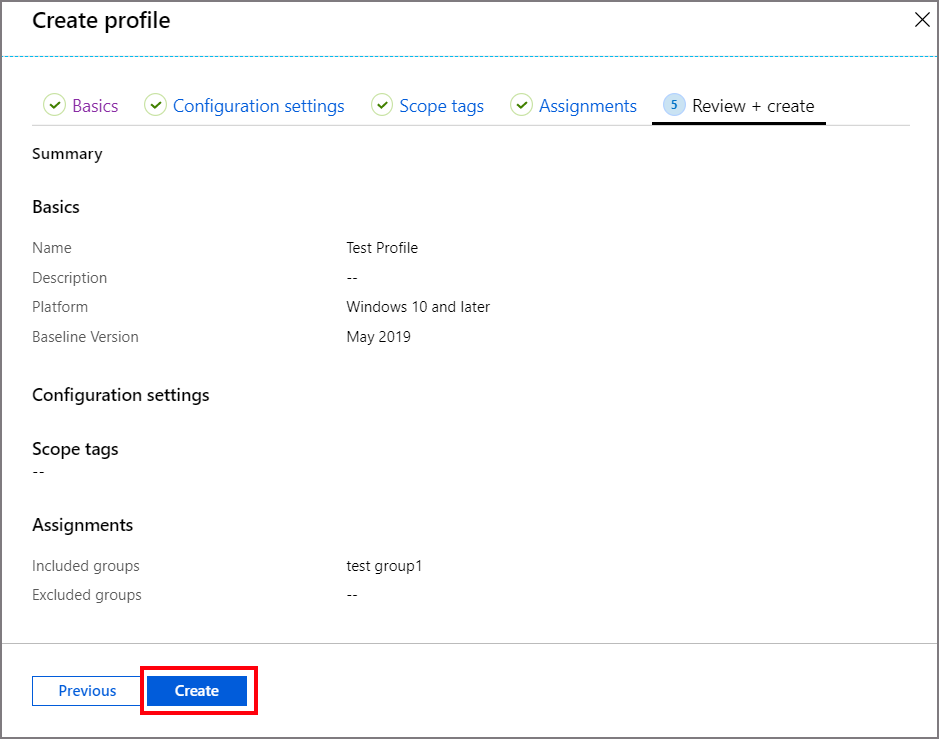 Create profile
Basics Configuration settings Scope tags Assignments 5 Review + create
Summary
Basics
Name Test Profile
Description --
Platform Windows 10 and later
Baseline Version May 2019
Configuration settings
Scope tags
--
Assignments
Included groups test group1
Excluded groups --
Previous Create